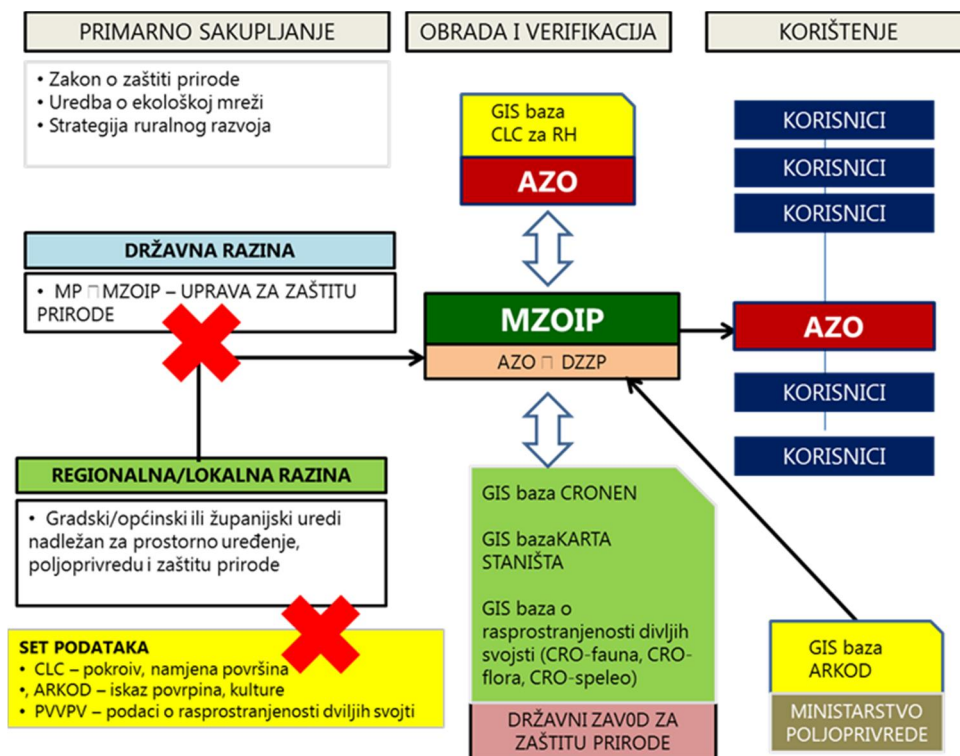 PRIMARNO SAKUPLJANJE
OBRADA I VERIFIKACIJA
KORIŠTENJE
• Zakon o zaštiti prirode
• Uredba o ekološkoj mreži
• Strategija ruralnog razvoja
GIS baza
CLC za RH
AZO
KORISNICI
KORISNICI
KORISNICI
DRŽAVNA RAZINA
• MP □ MZOIP – UPRAVA ZA ZAŠTITU
PRIRODE
MZOIP
AZO □ DZZP
AZO
KORISNICI
KORISNICI
REGIONALNA/LOKALNA RAZINA
• Gradski/općinski ili županijski uredi
nadležan za prostorno uređenje,
poljoprivredu i zaštitu prirode
SET PODATAKA
• CLC – pokroiv, namjena površina
•, ARKOD – iskaz povrpina, kulture
• PVVPV – podaci o rasprostranjenosti dviljih svojti
GIS baza CRONEN
GIS bazaKARTA
STANIŠTA
GIS baza o
rasprostranjenosti divljih
svojsti (CRO-fauna, CRO-
flora, CRO-speleo)
DRŽAVNI ZAV0D ZA
ZAŠTITU PRIRODE
GIS baza
ARKOD
MINISTARSTVO
POLJOPRIVREDE